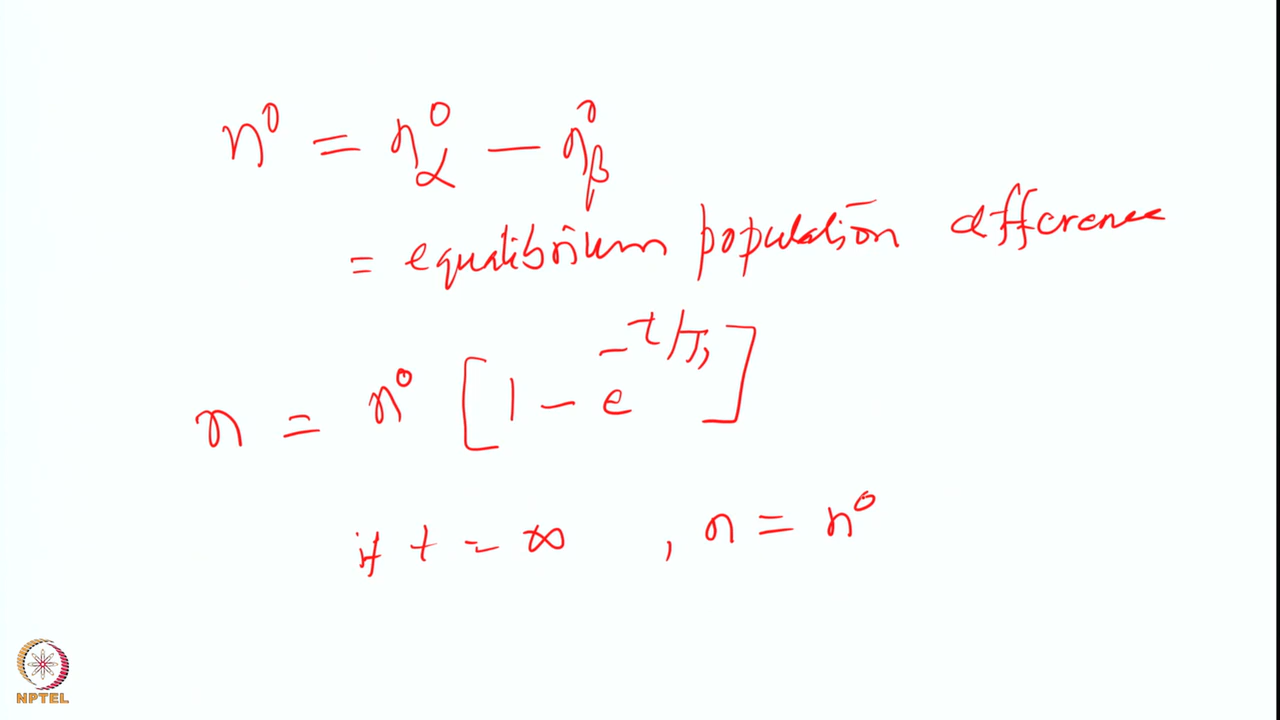 n⁰ = n⁰_α − n⁰_β
= equilibrium population difference
n = n⁰ [1 − e^{−t/T₁}]
if t = ∞ , n = n⁰
NPTEL